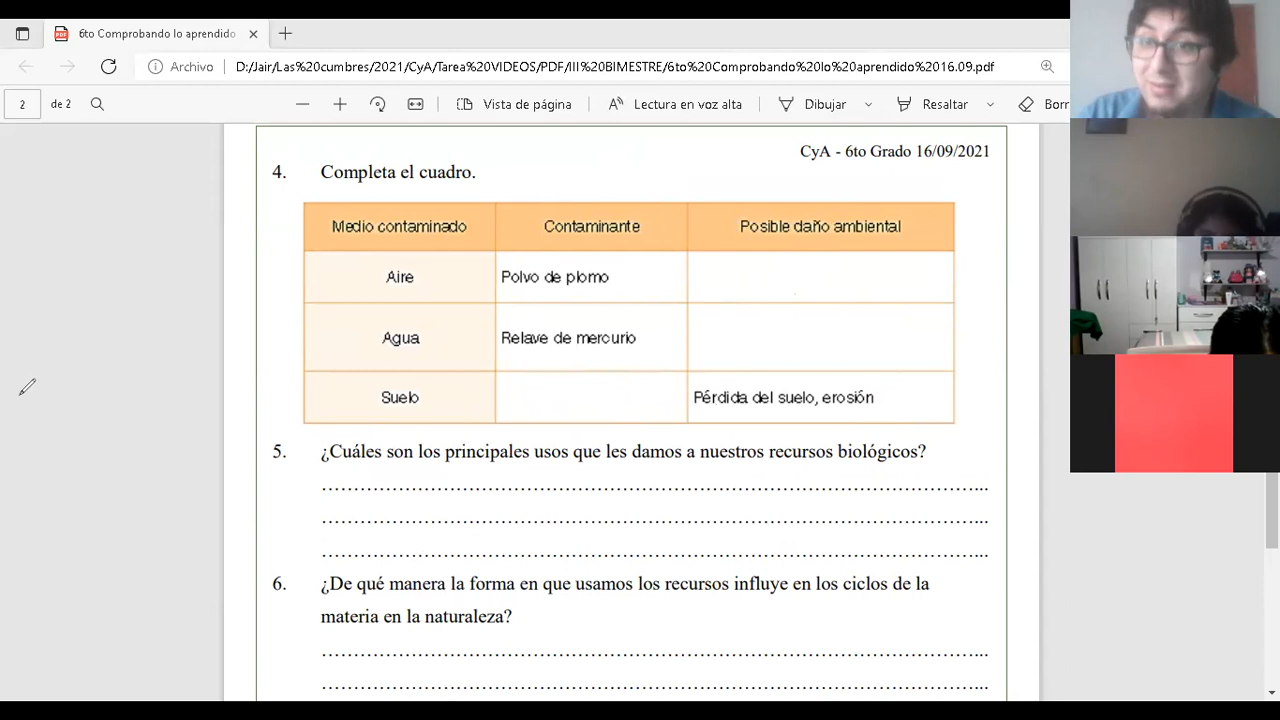 6to Comprobando lo aprendido
Archivo
D:/Jair/Las%20cumbres/2021/CyA/Tarea%20VIDEOS/PDF/III%20BIMESTRE/6to%20Comprobando%20lo%20aprendido%2016.09.pdf
2 de 2
Vista de página
Lectura en voz alta
Dibujar
Resaltar
Borr
CyA - 6to Grado 16/09/2021
4. Completa el cuadro.
Medio contaminado Contaminante Posible daño ambiental
Aire Polvo de plomo
Agua Relave de mercurio
Suelo Pérdida del suelo, erosión
5. ¿Cuáles son los principales usos que les damos a nuestros recursos biológicos?
6. ¿De qué manera la forma en que usamos los recursos influye en los ciclos de la
materia en la naturaleza?